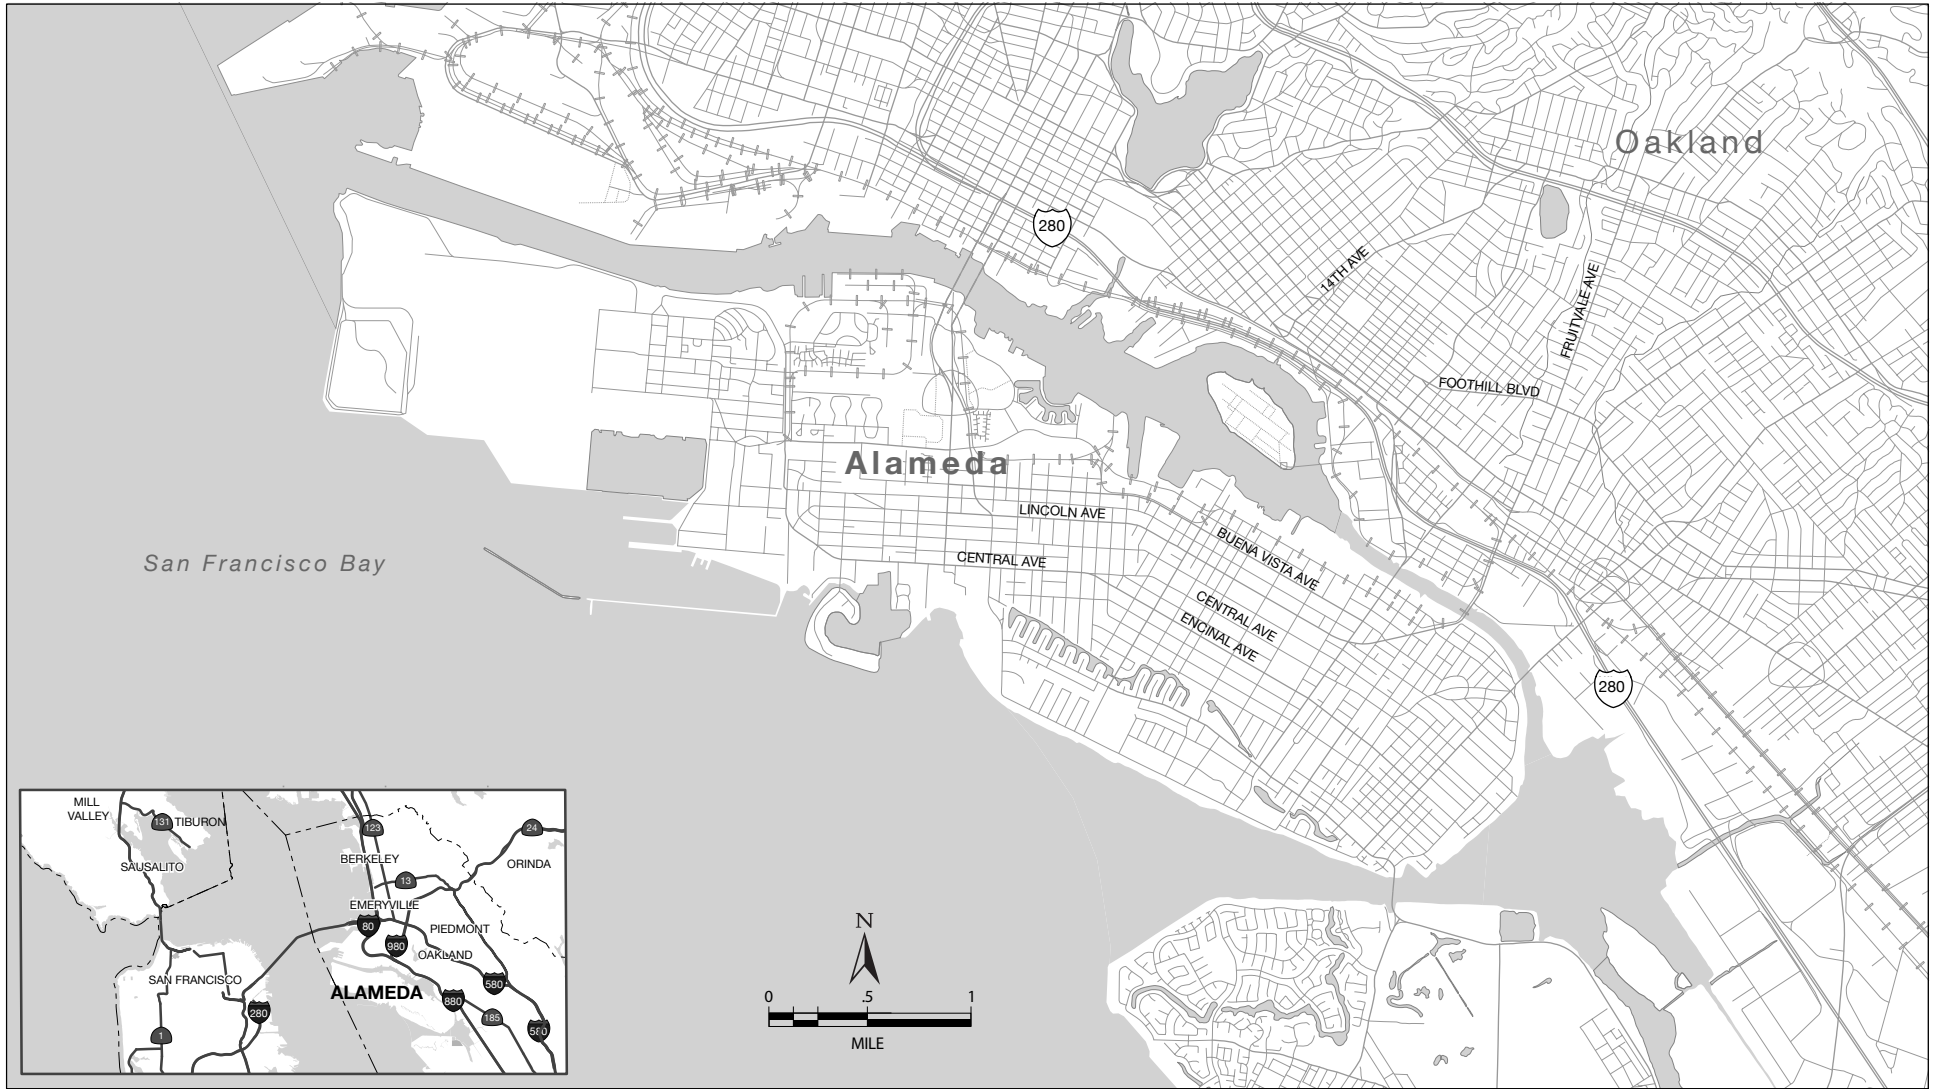 Oakland
280
14TH AVE
FRUITVALE AVE
FOOTHILL BLVD
Alameda
LINCOLN AVE
BUENA VISTA AVE
CENTRAL AVE
San Francisco Bay
CENTRAL AVE
ENCINAL AVE
280
MILL
VALLEY
131
TIBURON
123
24
SAUSALITO
BERKELEY
ORINDA
13
EMERYVILLE
80
PIEDMONT
980
OAKLAND
SAN FRANCISCO
580
ALAMEDA
880
280
185
580
1
N
0 .5 1
MILE